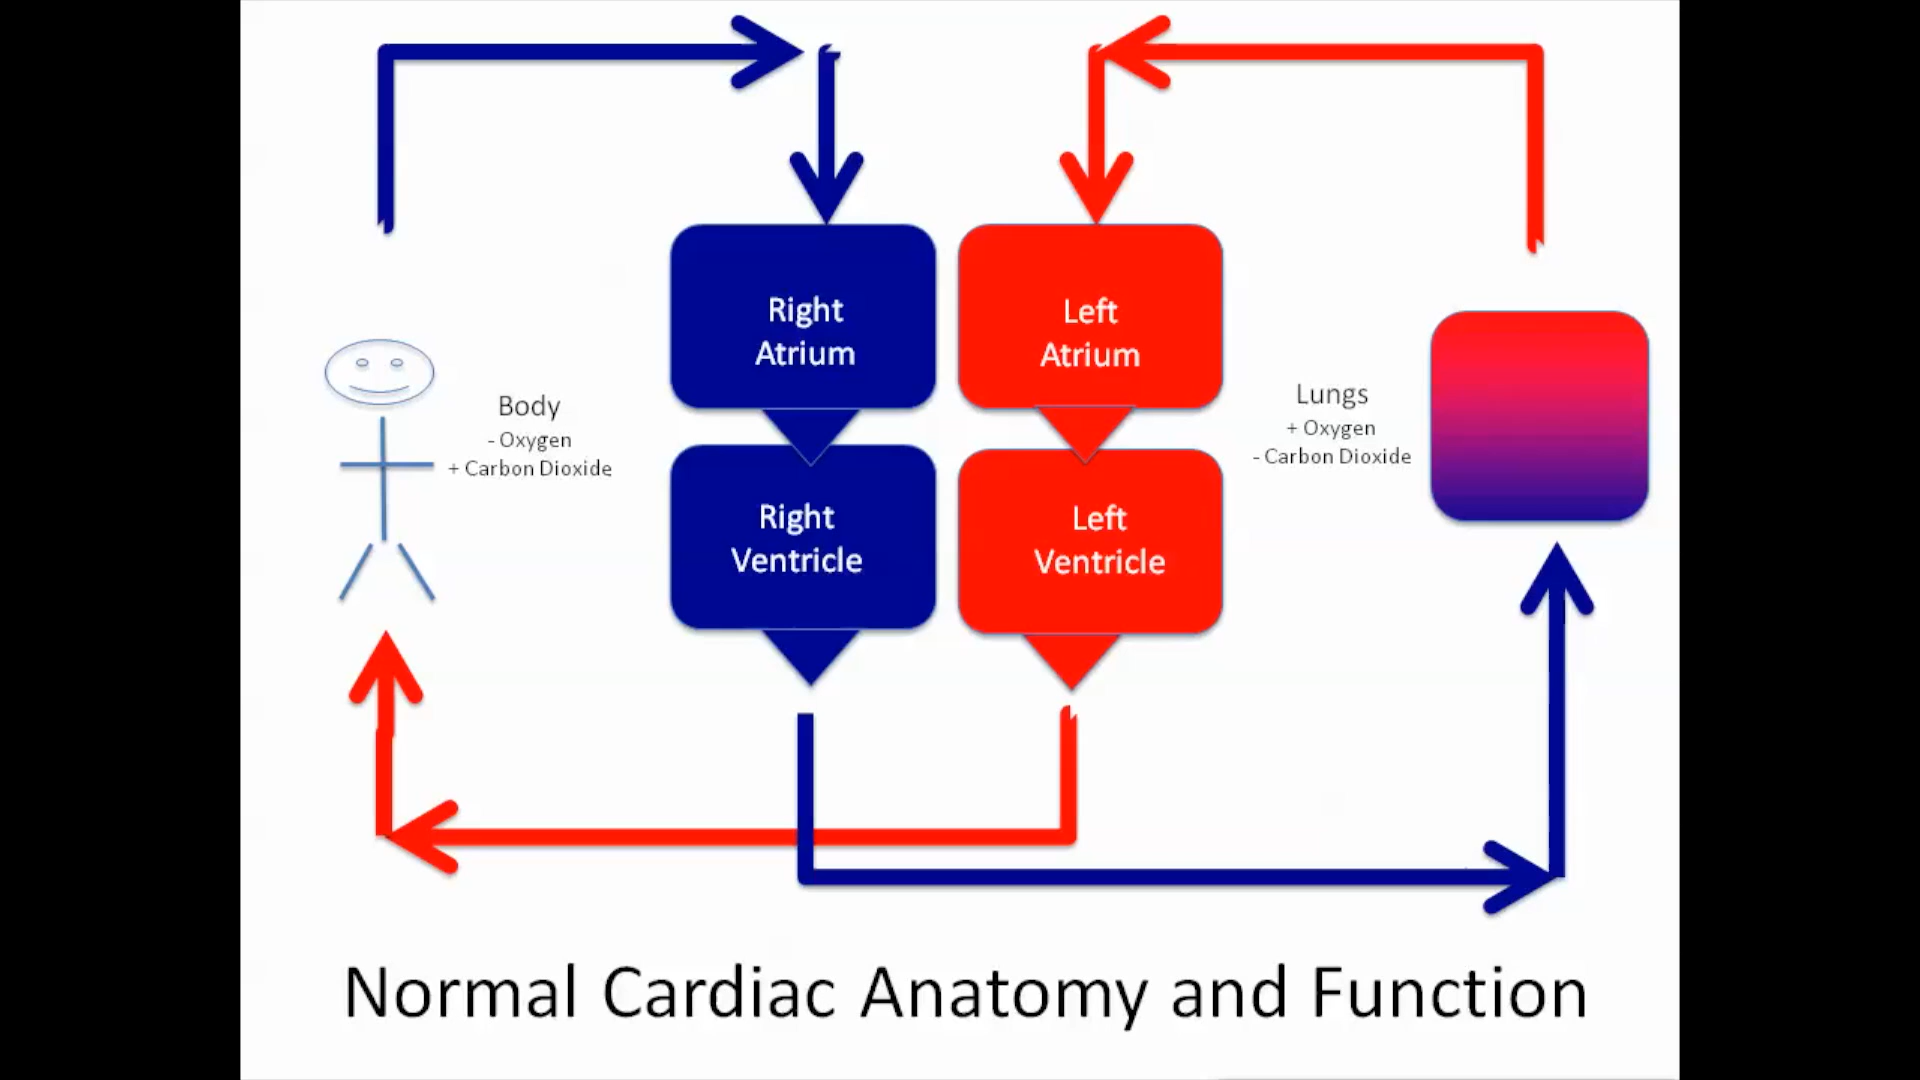 Right
Atrium
Left
Atrium
Body
- Oxygen
+ Carbon Dioxide
Lungs
+ Oxygen
- Carbon Dioxide
Right
Ventricle
Left
Ventricle
Normal Cardiac Anatomy and Function